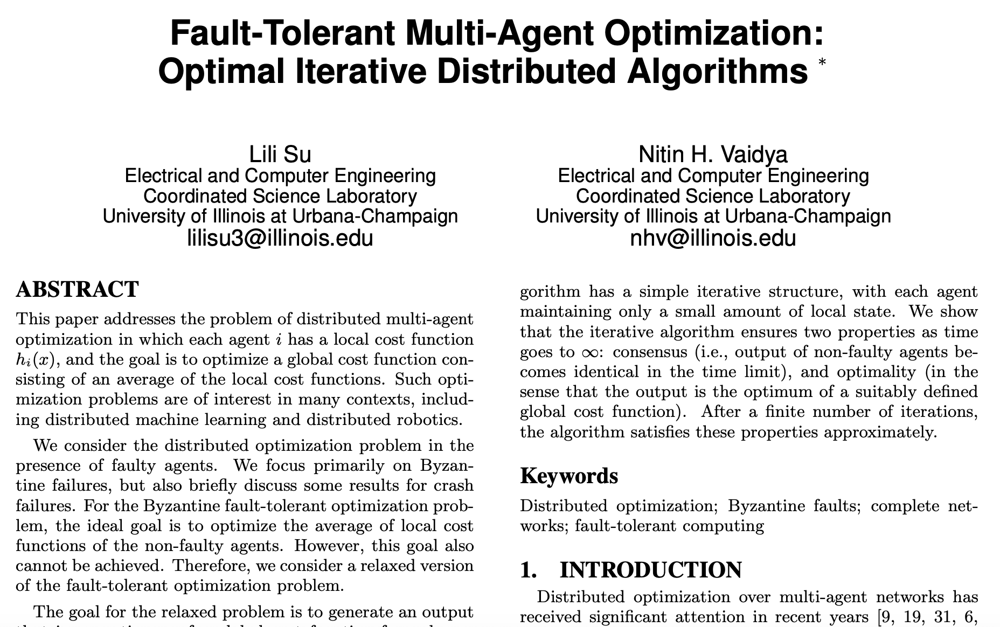 Fault-Tolerant Multi-Agent Optimization:
Optimal Iterative Distributed Algorithms *
Lili Su
Electrical and Computer Engineering
Coordinated Science Laboratory
University of Illinois at Urbana-Champaign
lilisu3@illinois.edu
Nitin H. Vaidya
Electrical and Computer Engineering
Coordinated Science Laboratory
University of Illinois at Urbana-Champaign
nhv@illinois.edu
ABSTRACT
This paper addresses the problem of distributed multi-agent
optimization in which each agent i has a local cost function
hᵢ(x), and the goal is to optimize a global cost function con-
sisting of an average of the local cost functions. Such opti-
mization problems are of interest in many contexts, includ-
ing distributed machine learning and distributed robotics.
We consider the distributed optimization problem in the
presence of faulty agents. We focus primarily on Byzan-
tine failures, but also briefly discuss some results for crash
failures. For the Byzantine fault-tolerant optimization prob-
lem, the ideal goal is to optimize the average of local cost
functions of the non-faulty agents. However, this goal also
cannot be achieved. Therefore, we consider a relaxed version
of the fault-tolerant optimization problem.
The goal for the relaxed problem is to generate an output
gorithm has a simple iterative structure, with each agent
maintaining only a small amount of local state. We show
that the iterative algorithm ensures two properties as time
goes to ∞: consensus (i.e., output of non-faulty agents be-
comes identical in the time limit), and optimality (in the
sense that the output is the optimum of a suitably defined
global cost function). After a finite number of iterations,
the algorithm satisfies these properties approximately.
Keywords
Distributed optimization; Byzantine faults; complete net-
works; fault-tolerant computing
1. INTRODUCTION
Distributed optimization over multi-agent networks has
received significant attention in recent years [9, 19, 31, 6,